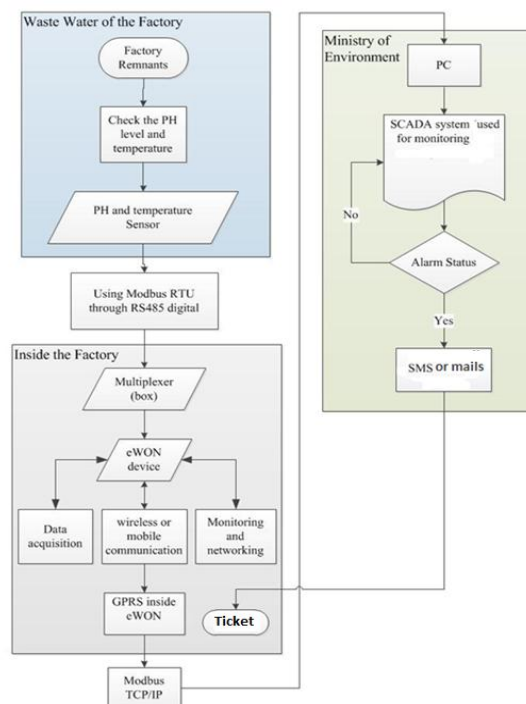 Waste Water of the Factory
Factory
Remnants
Check the PH
level and
temperature
PH and temperature
Sensor
Using Modbus RTU
through RS485 digital
Inside the Factory
Multiplexer
(box)
eWON
device
Data
acquisition
wireless or
mobile
communication
Monitoring
and
networking
GPRS inside
eWON
Modbus
TCP/IP
Ministry of
Environment
PC
SCADA system used
for monitoring
No
Alarm Status
Yes
SMS or mails
Ticket